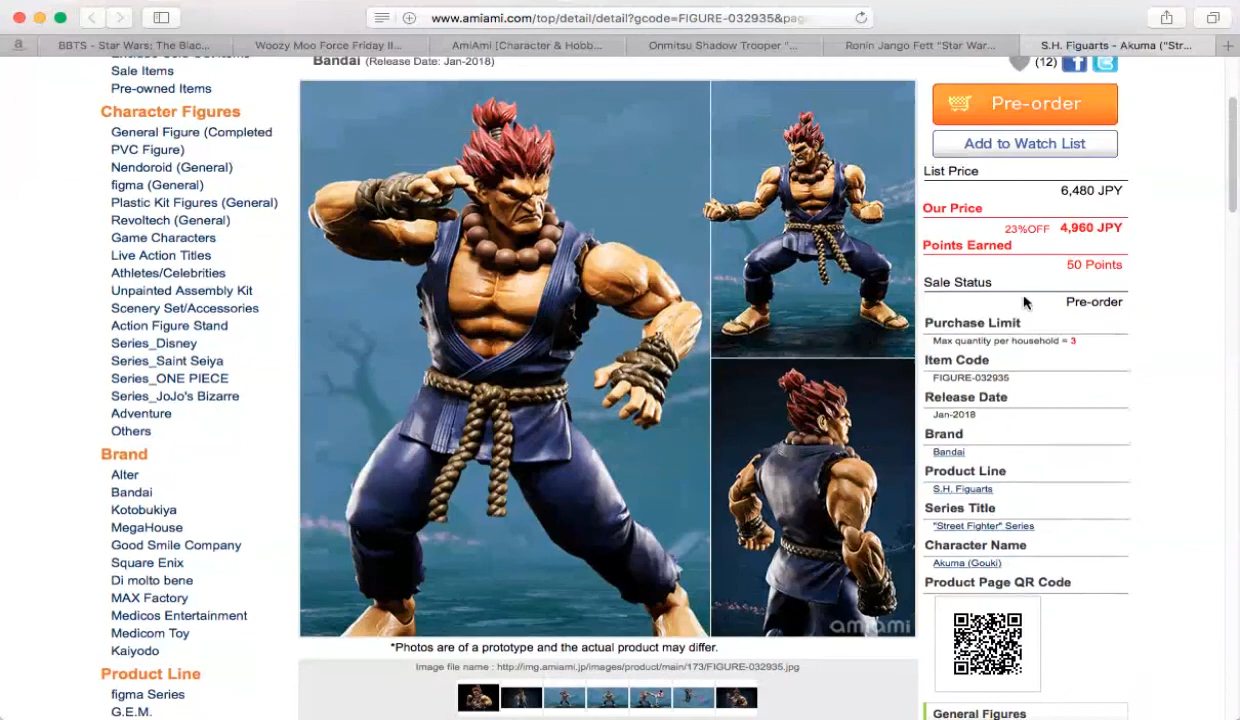 www.amiami.com/top/detail/detail?gcode=FIGURE-032935&pag
a
BBTS - Star Wars: The Blac...
Woozy Moo Force Friday II...
AmiAmi [Character & Hobb...
Onmitsu Shadow Trooper "...
Ronin Jango Fett "Star War...
S.H. Figuarts - Akuma ("Str...
Sale Items
Pre-owned Items
Character Figures
General Figure (Completed
PVC Figure)
Nendoroid (General)
figma (General)
Plastic Kit Figures (General)
Revoltech (General)
Game Characters
Live Action Titles
Athletes/Celebrities
Unpainted Assembly Kit
Scenery Set/Accessories
Action Figure Stand
Series_Disney
Series_Saint Seiya
Series_ONE PIECE
Series_JoJo's Bizarre
Adventure
Others
Brand
Alter
Bandai
Kotobukiya
MegaHouse
Good Smile Company
Square Enix
Di molto bene
MAX Factory
Medicos Entertainment
Medicom Toy
Kaiyodo
Product Line
figma Series
G.E.M.
Bandai (Release Date: Jan-2018)
amiami
*Photos are of a prototype and the actual product may differ.
Image file name : http://img.amiami.jp/images/product/main/173/FIGURE-032935.jpg
(12)
Pre-order
Add to Watch List
List Price
6,480 JPY
Our Price
23%OFF 4,960 JPY
Points Earned
50 Points
Sale Status
Pre-order
Purchase Limit
Max quantity per household = 3
Item Code
FIGURE-032935
Release Date
Jan-2018
Brand
Bandai
Product Line
S.H. Figuarts
Series Title
"Street Fighter" Series
Character Name
Akuma (Gouki)
Product Page QR Code
General Figures